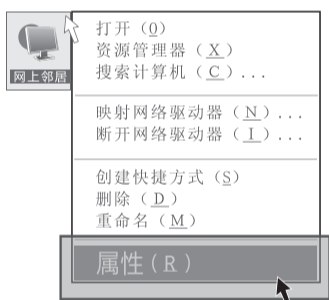 网上邻居
打开（O）
资源管理器（X）
搜索计算机（C）...
映射网络驱动器（N）...
断开网络驱动器（I）...
创建快捷方式（S）
删除（D）
重命名（M）
属性（R）